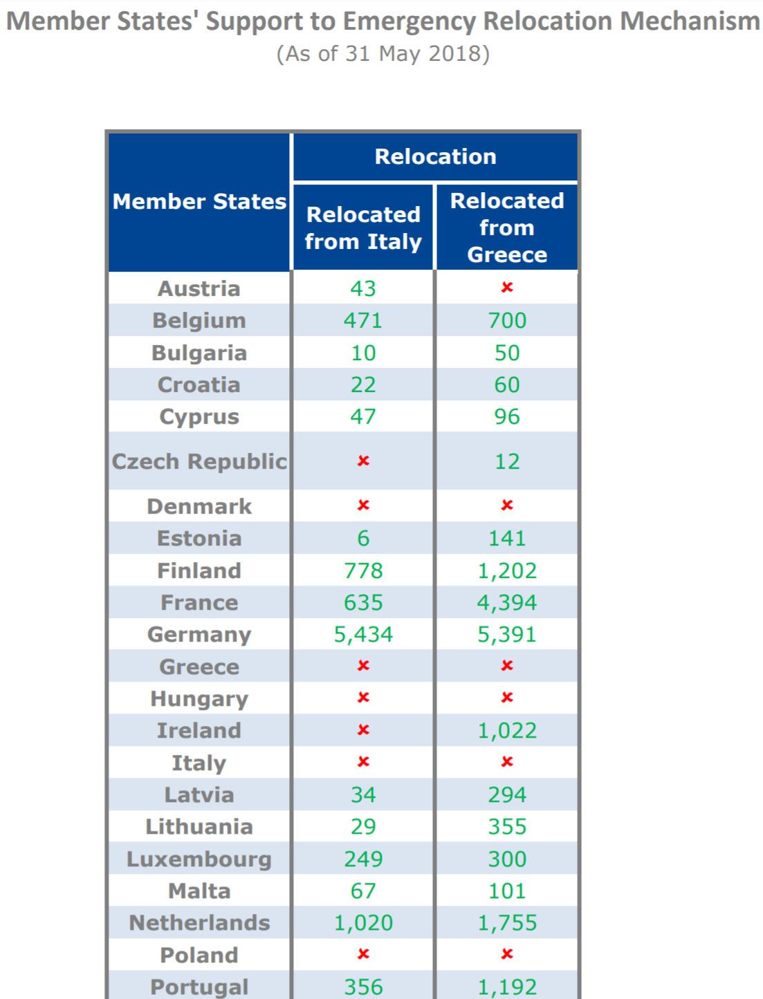 Member States' Support to Emergency Relocation Mechanism
(As of 31 May 2018)
Member States
Relocation
Relocated
from Italy
Relocated
from
Greece
Austria 43 ✘
Belgium 471 700
Bulgaria 10 50
Croatia 22 60
Cyprus 47 96
Czech Republic ✘ 12
Denmark ✘ ✘
Estonia 6 141
Finland 778 1,202
France 635 4,394
Germany 5,434 5,391
Greece ✘ ✘
Hungary ✘ ✘
Ireland ✘ 1,022
Italy ✘ ✘
Latvia 34 294
Lithuania 29 355
Luxembourg 249 300
Malta 67 101
Netherlands 1,020 1,755
Poland ✘ ✘
Portugal 356 1,192